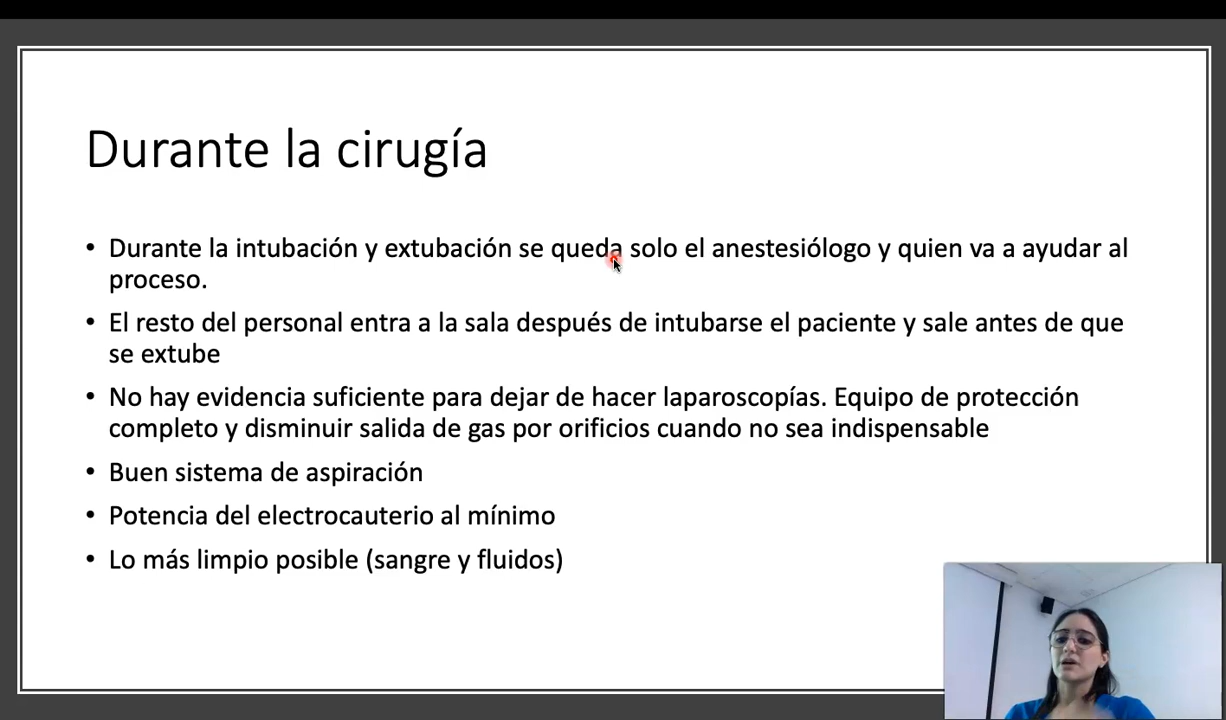 Durante la cirugía
• Durante la intubación y extubación se queda solo el anestesiólogo y quien va a ayudar al
proceso.
• El resto del personal entra a la sala después de intubarse el paciente y sale antes de que
se extube
• No hay evidencia suficiente para dejar de hacer laparoscopías. Equipo de protección
completo y disminuir salida de gas por orificios cuando no sea indispensable
• Buen sistema de aspiración
• Potencia del electrocauterio al mínimo
• Lo más limpio posible (sangre y fluidos)